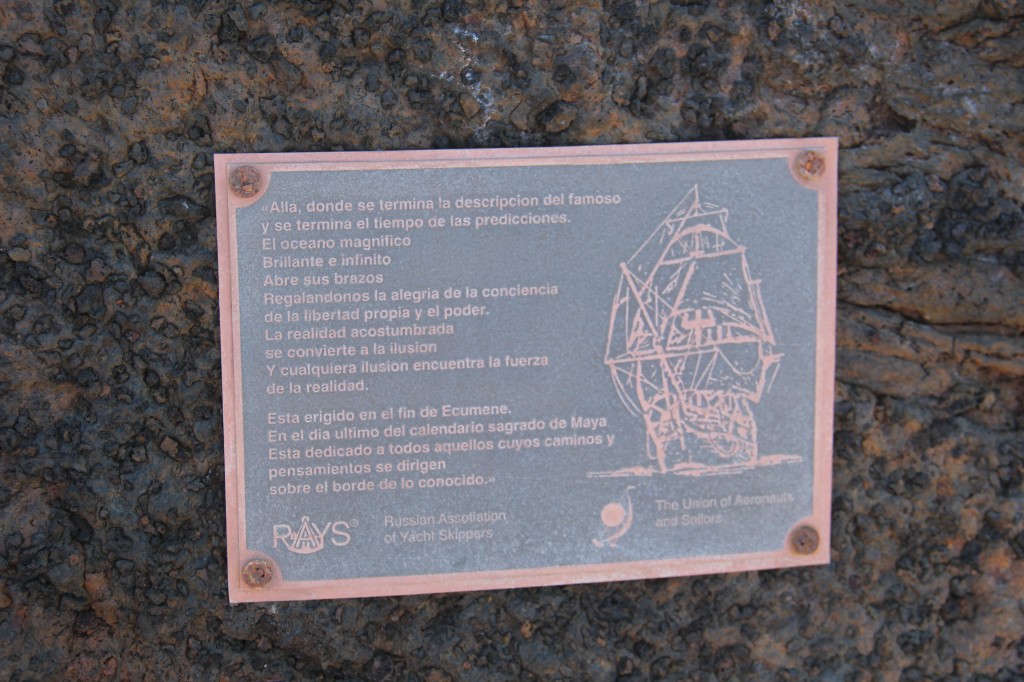 «Alla, donde se termina la descripcion del famoso
y se termina el tiempo de las predicciones.
El oceano magnifico
Brillante e infinito
Abre sus brazos
Regalandonos la alegria de la conciencia
de la libertad propia y el poder.
La realidad acostumbrada
se convierte a la ilusion
Y cualquiera ilusion encuentra la fuerza
de la realidad.
Esta erigido en el fin de Ecumene.
En el dia ultimo del calendario sagrado de Maya
Esta dedicado a todos aquellos cuyos caminos y
pensamientos se dirigen
sobre el borde de lo conocido.»
RAYS®
Russian Assotiation
of Yacht Skippers
The Union of Aeronauts
and Sailors